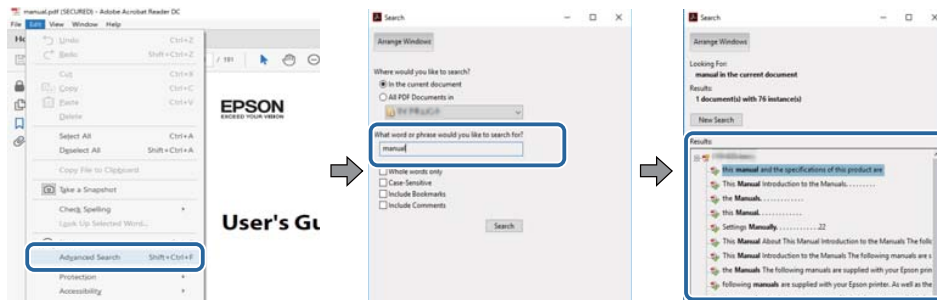 manual.pdf (SECURED) - Adobe Acrobat Reader DC
File Edit View Window Help
Undo Ctrl+Z
Redo Shift+Ctrl+Z
Cut Ctrl+X
Copy Ctrl+C
Paste Ctrl+V
Delete
Select All Ctrl+A
Deselect All Shift+Ctrl+A
Copy File to Clipboard
Take a Snapshot
Check Spelling
Look Up Selected Word...
Advanced Search Shift+Ctrl+F
Protection
Accessibility
/ 191
EPSON
EXCEED YOUR VISION
User's Gu
Search
Arrange Windows
Where would you like to search?
In the current document
All PDF Documents in
What word or phrase would you like to search for?
manual
Whole words only
Case-Sensitive
Include Bookmarks
Include Comments
Search
Search
Arrange Windows
Looking For:
manual in the current document
Results:
1 document(s) with 76 instance(s)
New Search
Results:
this manual and the specifications of this product are
This Manual Introduction to the Manuals.........
the Manuals.............
this Manual.............
Settings Manually. . . . . . . . . . . .22
This Manual About This Manual Introduction to the Manuals The follo
This Manual Introduction to the Manuals The following manuals are s
the Manuals The following manuals are supplied with your Epson prin
following manuals are supplied with your Epson printer. As well as the